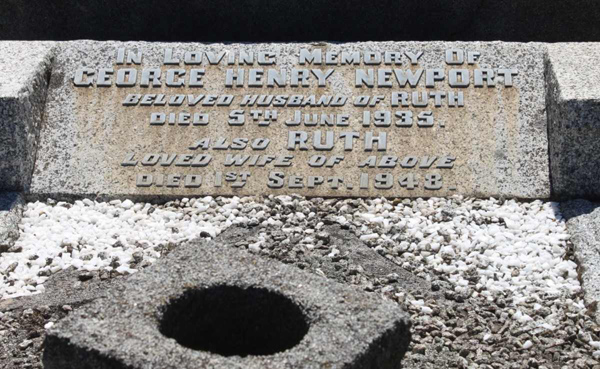 In Loving Memory Of
George Henry Newport
Beloved Husband of Ruth
Died 5th June 1935.
Also Ruth
Loved Wife of Above
Died 1st Sept. 1948.